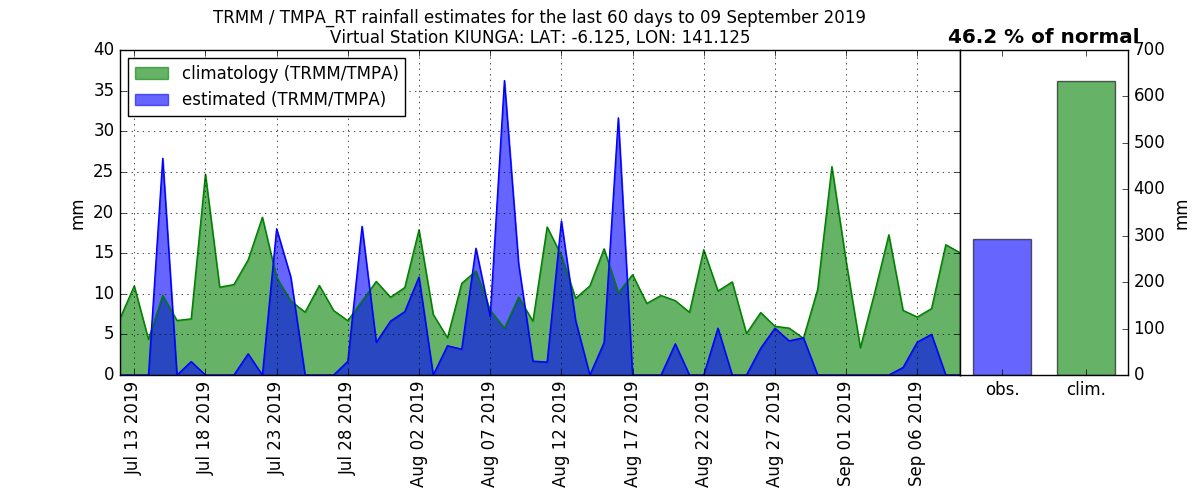 TRMM / TMPA_RT rainfall estimates for the last 60 days to 09 September 2019
Virtual Station KIUNGA: LAT: -6.125, LON: 141.125
46.2 % of normal
climatology (TRMM/TMPA)
estimated (TRMM/TMPA)
mm
40
35
30
25
20
15
10
5
0
Jul 13 2019
Jul 18 2019
Jul 23 2019
Jul 28 2019
Aug 02 2019
Aug 07 2019
Aug 12 2019
Aug 17 2019
Aug 22 2019
Aug 27 2019
Sep 01 2019
Sep 06 2019
700
600
500
400
300
200
100
0
mm
obs.
clim.